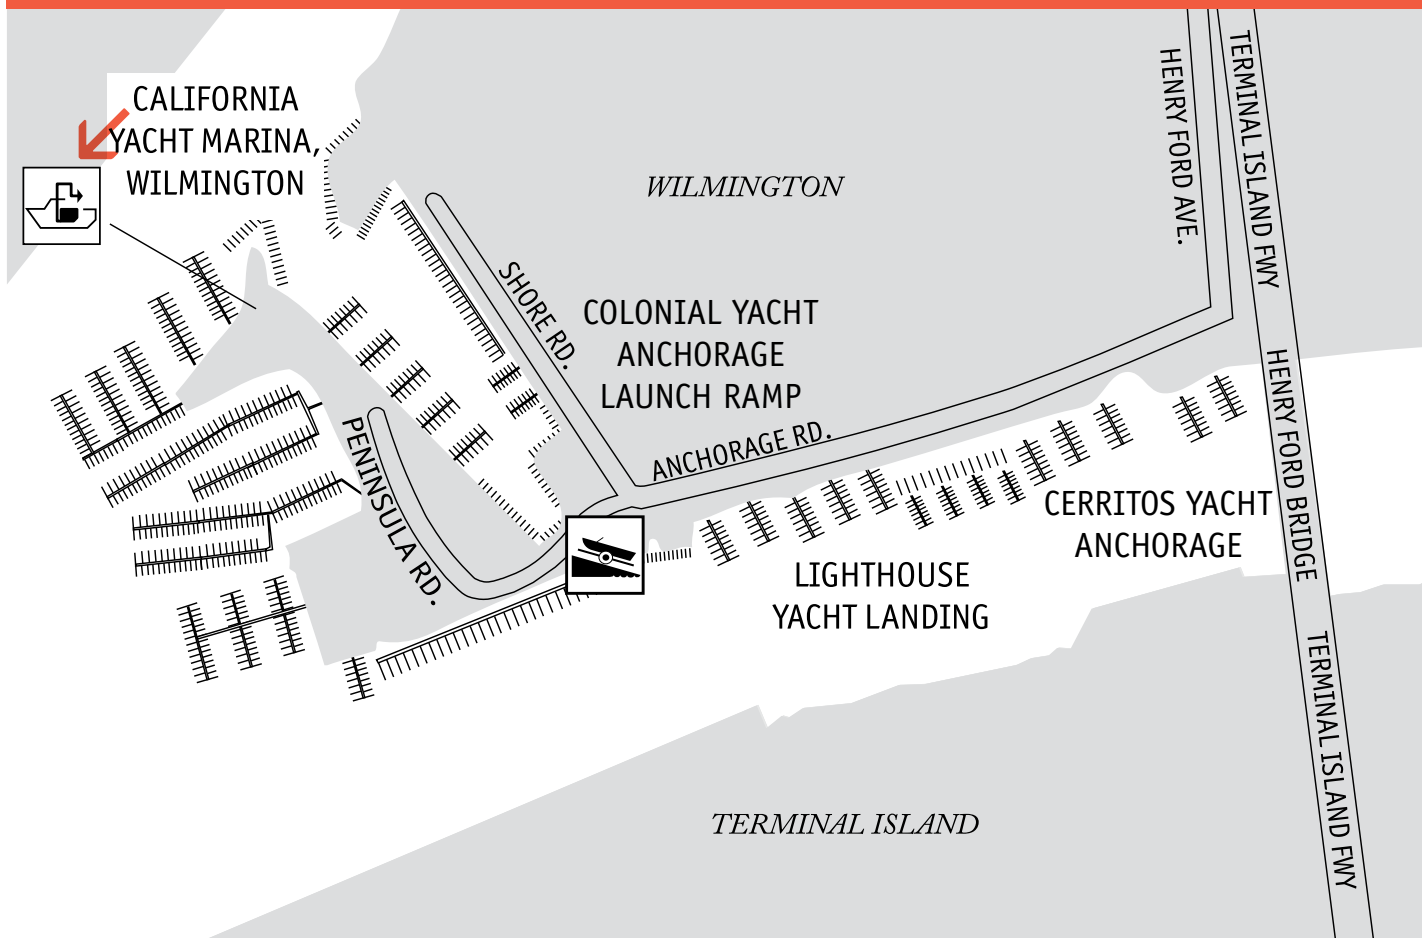 CALIFORNIA
YACHT MARINA,
WILMINGTON
WILMINGTON
HENRY FORD AVE.
TERMINAL ISLAND FWY
SHORE RD.
COLONIAL YACHT
ANCHORAGE
LAUNCH RAMP
ANCHORAGE RD.
PENINSULA RD.
HENRY FORD BRIDGE
CERRITOS YACHT
ANCHORAGE
LIGHTHOUSE
YACHT LANDING
TERMINAL ISLAND
TERMINAL ISLAND FWY